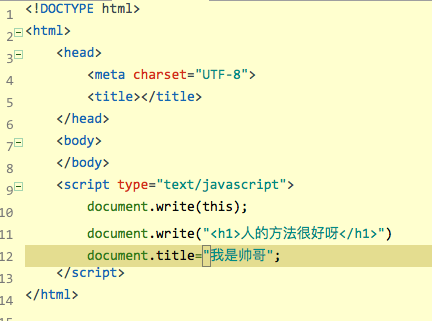 1 <!DOCTYPE html>
2 <html>
3     <head>
4         <meta charset="UTF-8">
5         <title></title>
6     </head>
7     <body>
8     </body>
9     <script type="text/javascript">
10         document.write(this);
11         document.write("<h1>人的方法很好呀</h1>")
12         document.title="我是帅哥";
13     </script>
14 </html>
15